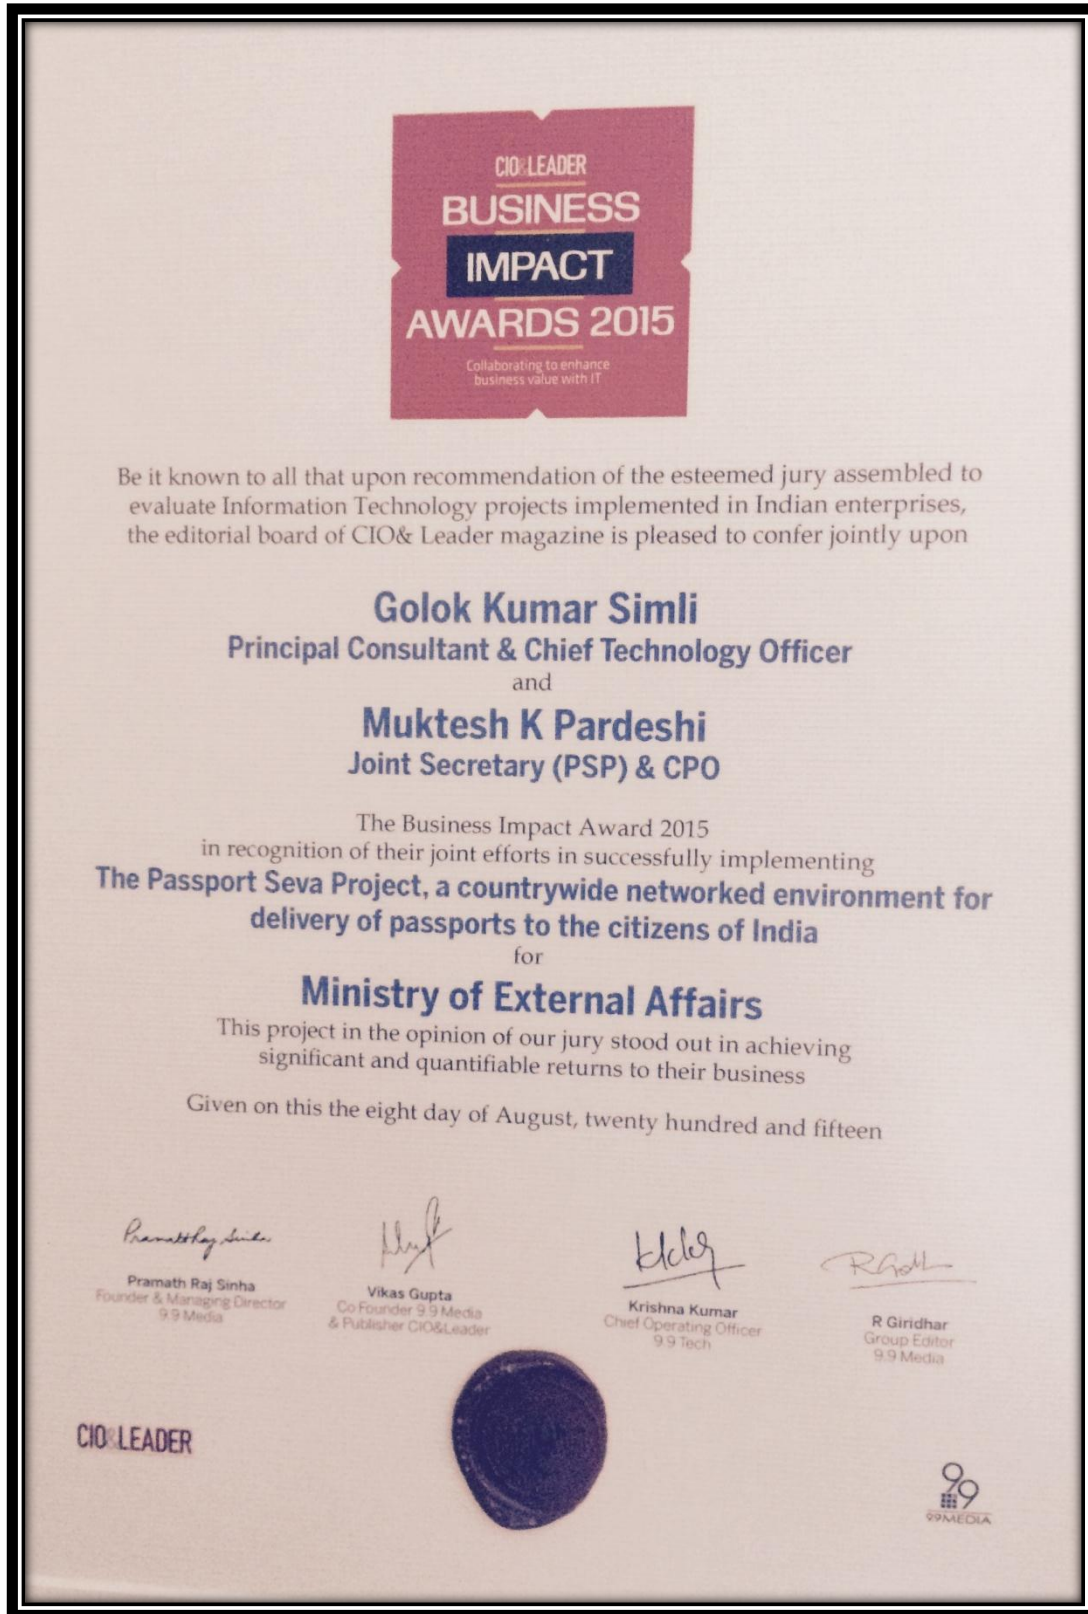 CIO&LEADER
BUSINESS
IMPACT
AWARDS 2015
Collaborating to enhance
business value with IT
Be it known to all that upon recommendation of the esteemed jury assembled to
evaluate Information Technology projects implemented in Indian enterprises,
the editorial board of CIO& Leader magazine is pleased to confer jointly upon
Golok Kumar Simli
Principal Consultant & Chief Technology Officer
and
Muktesh K Pardeshi
Joint Secretary (PSP) & CPO
The Business Impact Award 2015
in recognition of their joint efforts in successfully implementing
The Passport Seva Project, a countrywide networked environment for
delivery of passports to the citizens of India
for
Ministry of External Affairs
This project in the opinion of our jury stood out in achieving
significant and quantifiable returns to their business
Given on this the eight day of August, twenty hundred and fifteen
Pramath Raj Sinha
Founder & Managing Director
9.9 Media
Vikas Gupta
Co Founder 9.9 Media
& Publisher CIO&Leader
Krishna Kumar
Chief Operating Officer
9.9 Tech
R Giridhar
Group Editor
9.9 Media
CIO&LEADER
99
9.9 MEDIA